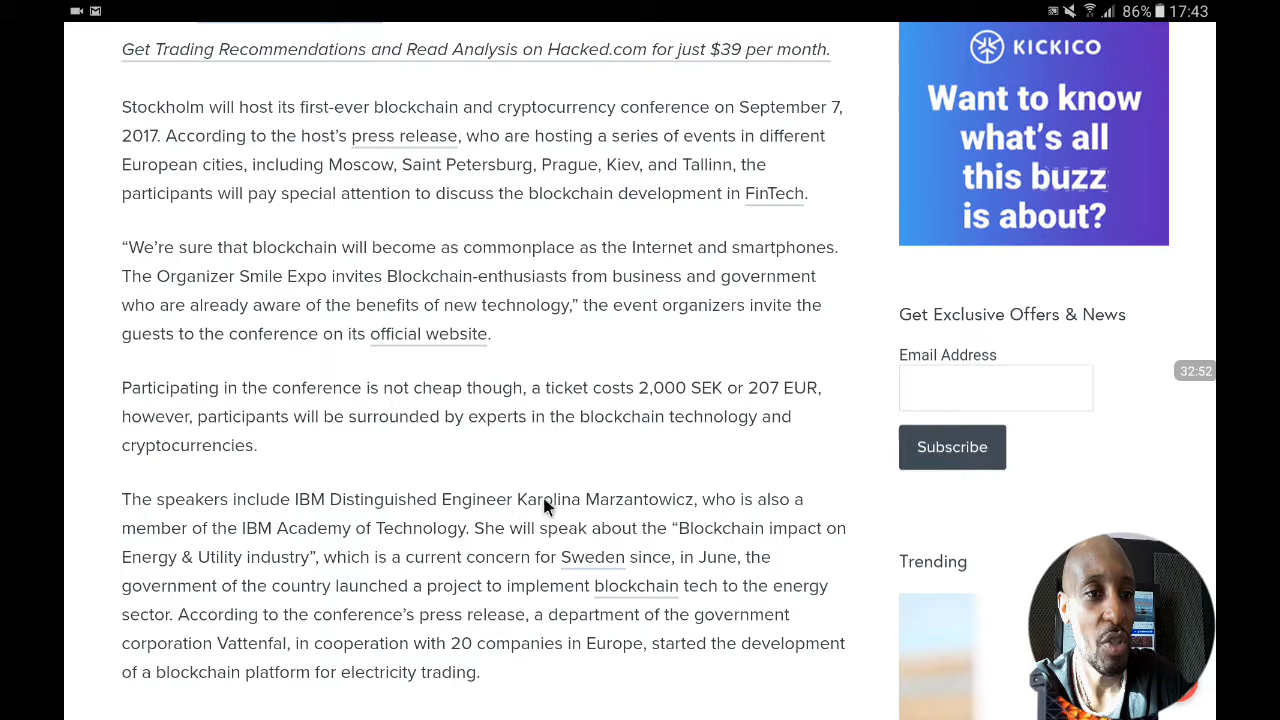 86% 17:43
Get Trading Recommendations and Read Analysis on Hacked.com for just $39 per month.
Stockholm will host its first-ever blockchain and cryptocurrency conference on September 7,
2017. According to the host’s press release, who are hosting a series of events in different
European cities, including Moscow, Saint Petersburg, Prague, Kiev, and Tallinn, the
participants will pay special attention to discuss the blockchain development in FinTech.
“We’re sure that blockchain will become as commonplace as the Internet and smartphones.
The Organizer Smile Expo invites Blockchain-enthusiasts from business and government
who are already aware of the benefits of new technology,” the event organizers invite the
guests to the conference on its official website.
Participating in the conference is not cheap though, a ticket costs 2,000 SEK or 207 EUR,
however, participants will be surrounded by experts in the blockchain technology and
cryptocurrencies.
The speakers include IBM Distinguished Engineer Karolina Marzantowicz, who is also a
member of the IBM Academy of Technology. She will speak about the “Blockchain impact on
Energy & Utility industry”, which is a current concern for Sweden since, in June, the
government of the country launched a project to implement blockchain tech to the energy
sector. According to the conference’s press release, a department of the government
corporation Vattenfal, in cooperation with 20 companies in Europe, started the development
of a blockchain platform for electricity trading.
KICKICO
Want to know
what’s all
this buzz
is about?
Get Exclusive Offers & News
Email Address
32:52
Subscribe
Trending